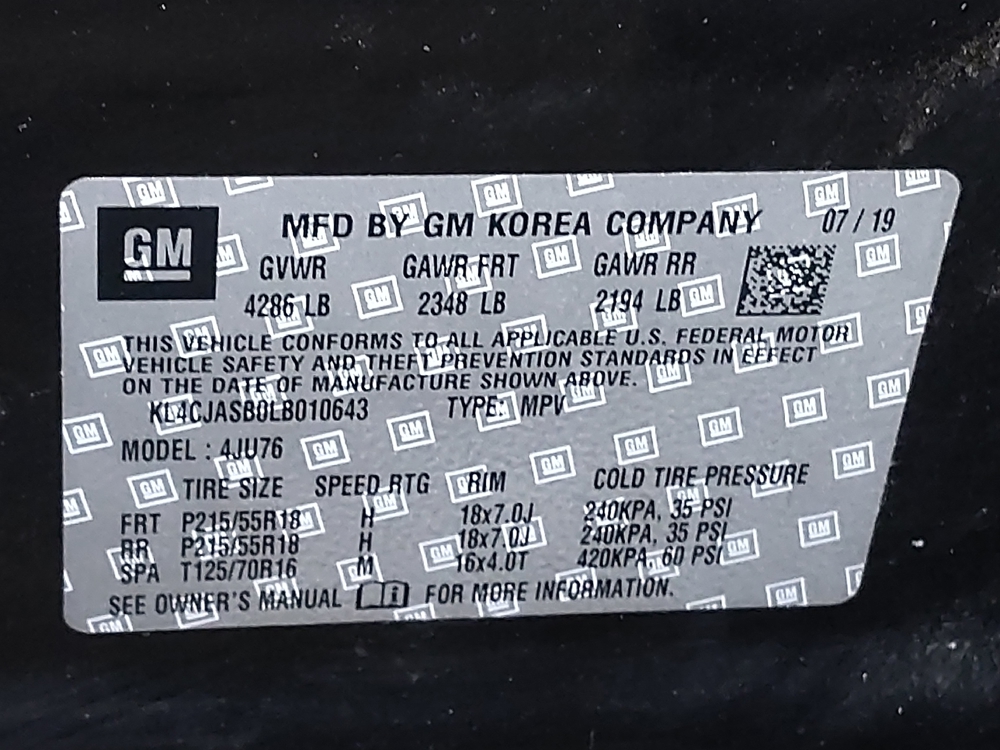 GM
MFD BY GM KOREA COMPANY 07 / 19
GVWR GAWR FRT GAWR RR
4286 LB 2348 LB 2194 LB
THIS VEHICLE CONFORMS TO ALL APPLICABLE U.S. FEDERAL MOTOR
VEHICLE SAFETY AND THEFT PREVENTION STANDARDS IN EFFECT
ON THE DATE OF MANUFACTURE SHOWN ABOVE.
KL4CJASB0LB010643 TYPE: MPV
MODEL : 4JU76
TIRE SIZE SPEED RTG RIM COLD TIRE PRESSURE
FRT P215/55R18 H 18x7.0J 240KPA, 35 PSI
RR P215/55R18 H 18x7.0J 240KPA, 35 PSI
SPA T125/70R16 M 16x4.0T 420KPA, 60 PSI
SEE OWNER'S MANUAL i FOR MORE INFORMATION.